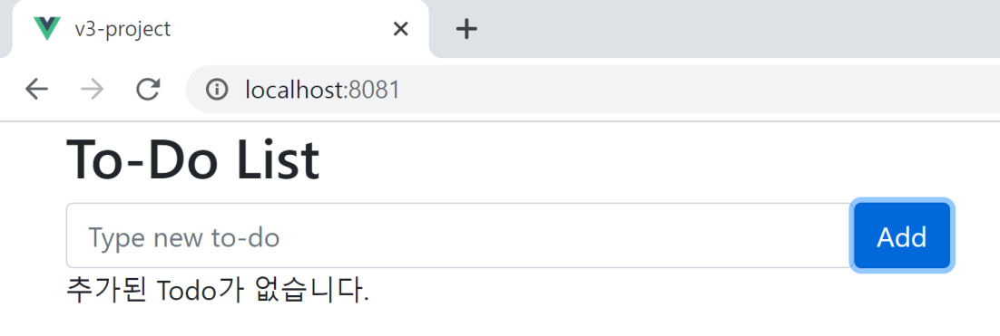 v3-project
localhost:8081
To-Do List
Type new to-do
Add
추가된 Todo가 없습니다.